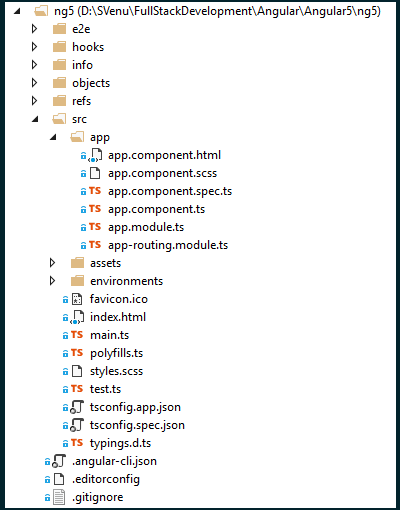 ng5 (D:\SVenu\FullStackDevelopment\Angular\Angular5\ng5)
e2e
hooks
info
objects
refs
src
app
app.component.html
app.component.scss
TS app.component.spec.ts
TS app.component.ts
TS app.module.ts
TS app-routing.module.ts
assets
environments
favicon.ico
index.html
TS main.ts
TS polyfills.ts
styles.scss
TS test.ts
tsconfig.app.json
tsconfig.spec.json
TS typings.d.ts
.angular-cli.json
.editorconfig
.gitignore